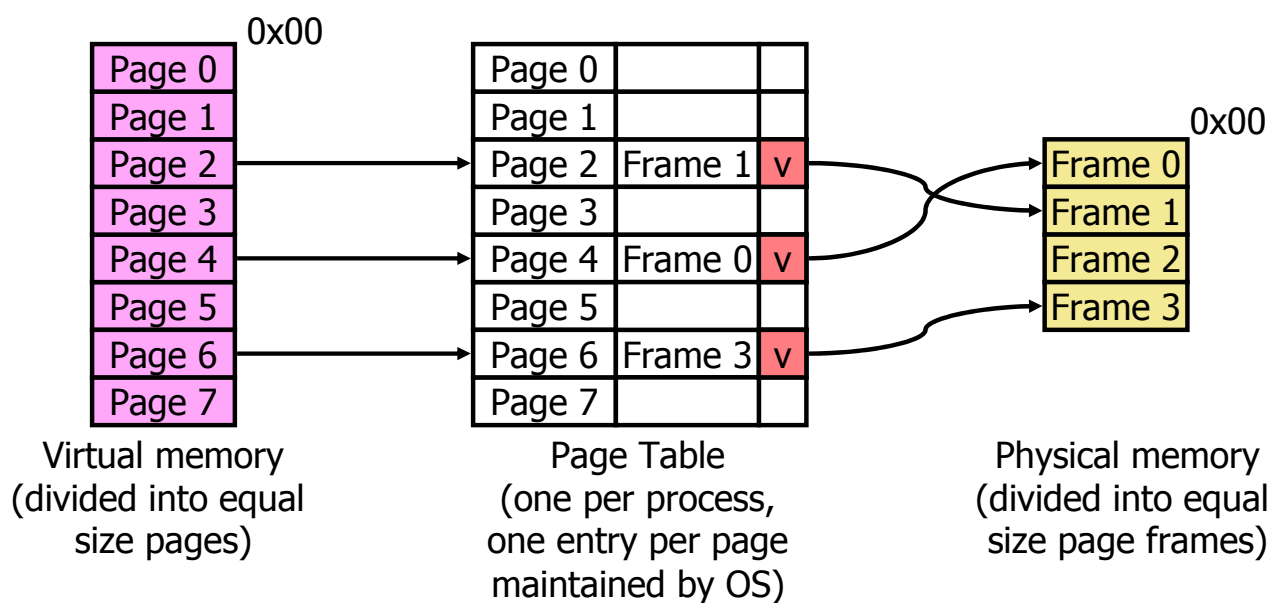 0x00
Page 0
Page 1
Page 2
Page 3
Page 4
Page 5
Page 6
Page 7
Virtual memory
(divided into equal
size pages)
Page 0
Page 1
Page 2 Frame 1 v
Page 3
Page 4 Frame 0 v
Page 5
Page 6 Frame 3 v
Page 7
Page Table
(one per process,
one entry per page
maintained by OS)
0x00
Frame 0
Frame 1
Frame 2
Frame 3
Physical memory
(divided into equal
size page frames)